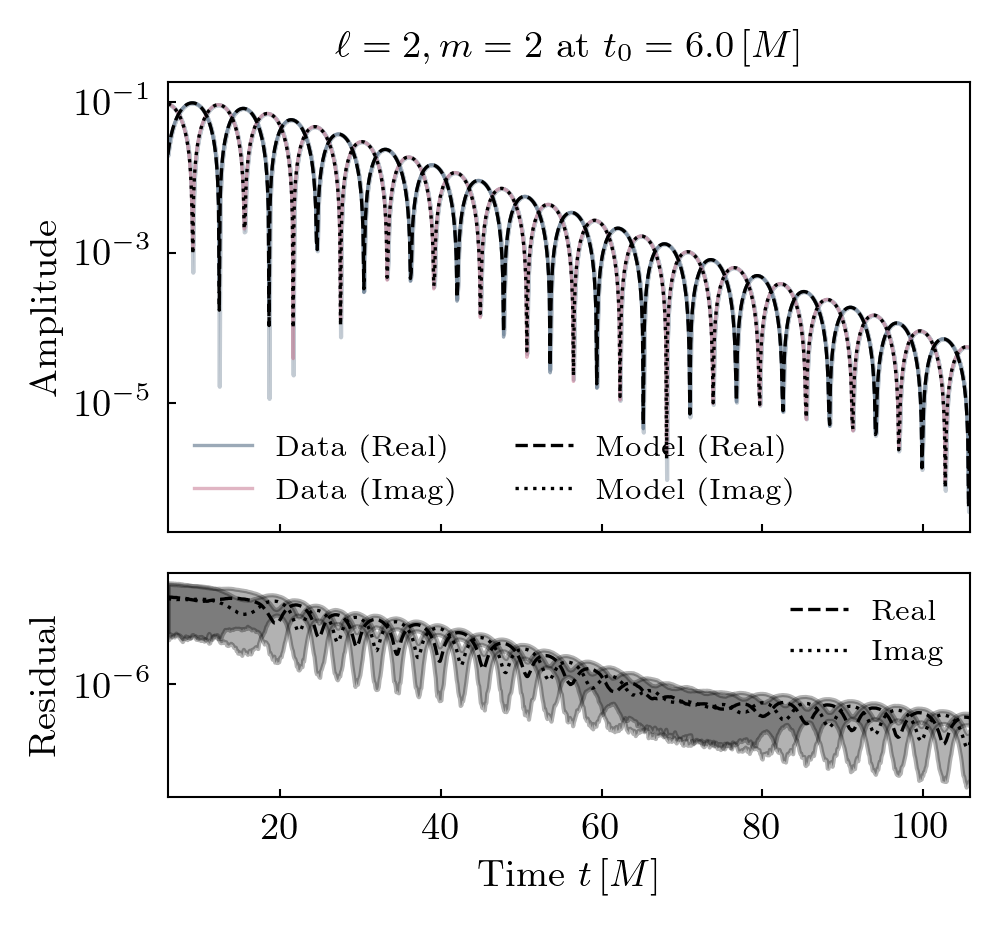 ℓ = 2, m = 2 at t₀ = 6.0 [M]
10⁻¹
10⁻³
10⁻⁵
Amplitude
Data (Real)
Data (Imag)
Model (Real)
Model (Imag)
10⁻⁶
Residual
Real
Imag
20 40 60 80 100
Time t [M]